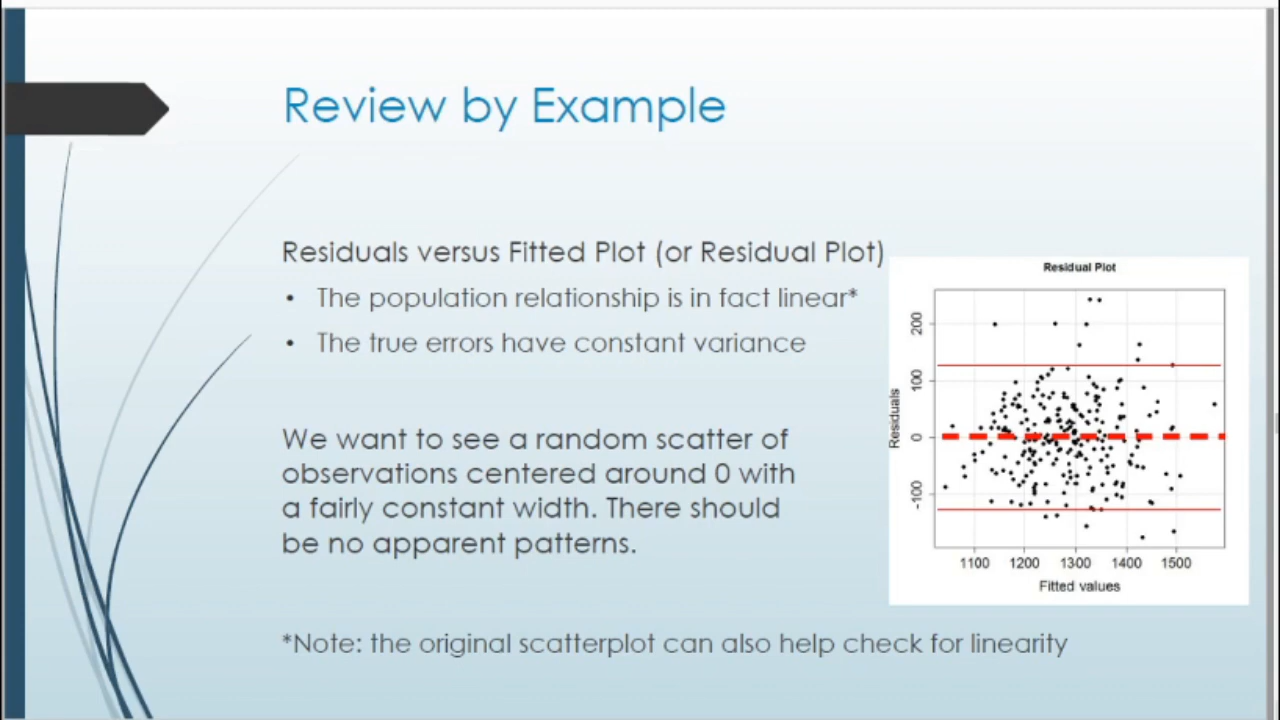 Review by Example
Residuals versus Fitted Plot (or Residual Plot)
• The population relationship is in fact linear*
• The true errors have constant variance
We want to see a random scatter of
observations centered around 0 with
a fairly constant width. There should
be no apparent patterns.
*Note: the original scatterplot can also help check for linearity
Residual Plot
Residuals
200
100
0
-100
1100 1200 1300 1400 1500
Fitted values